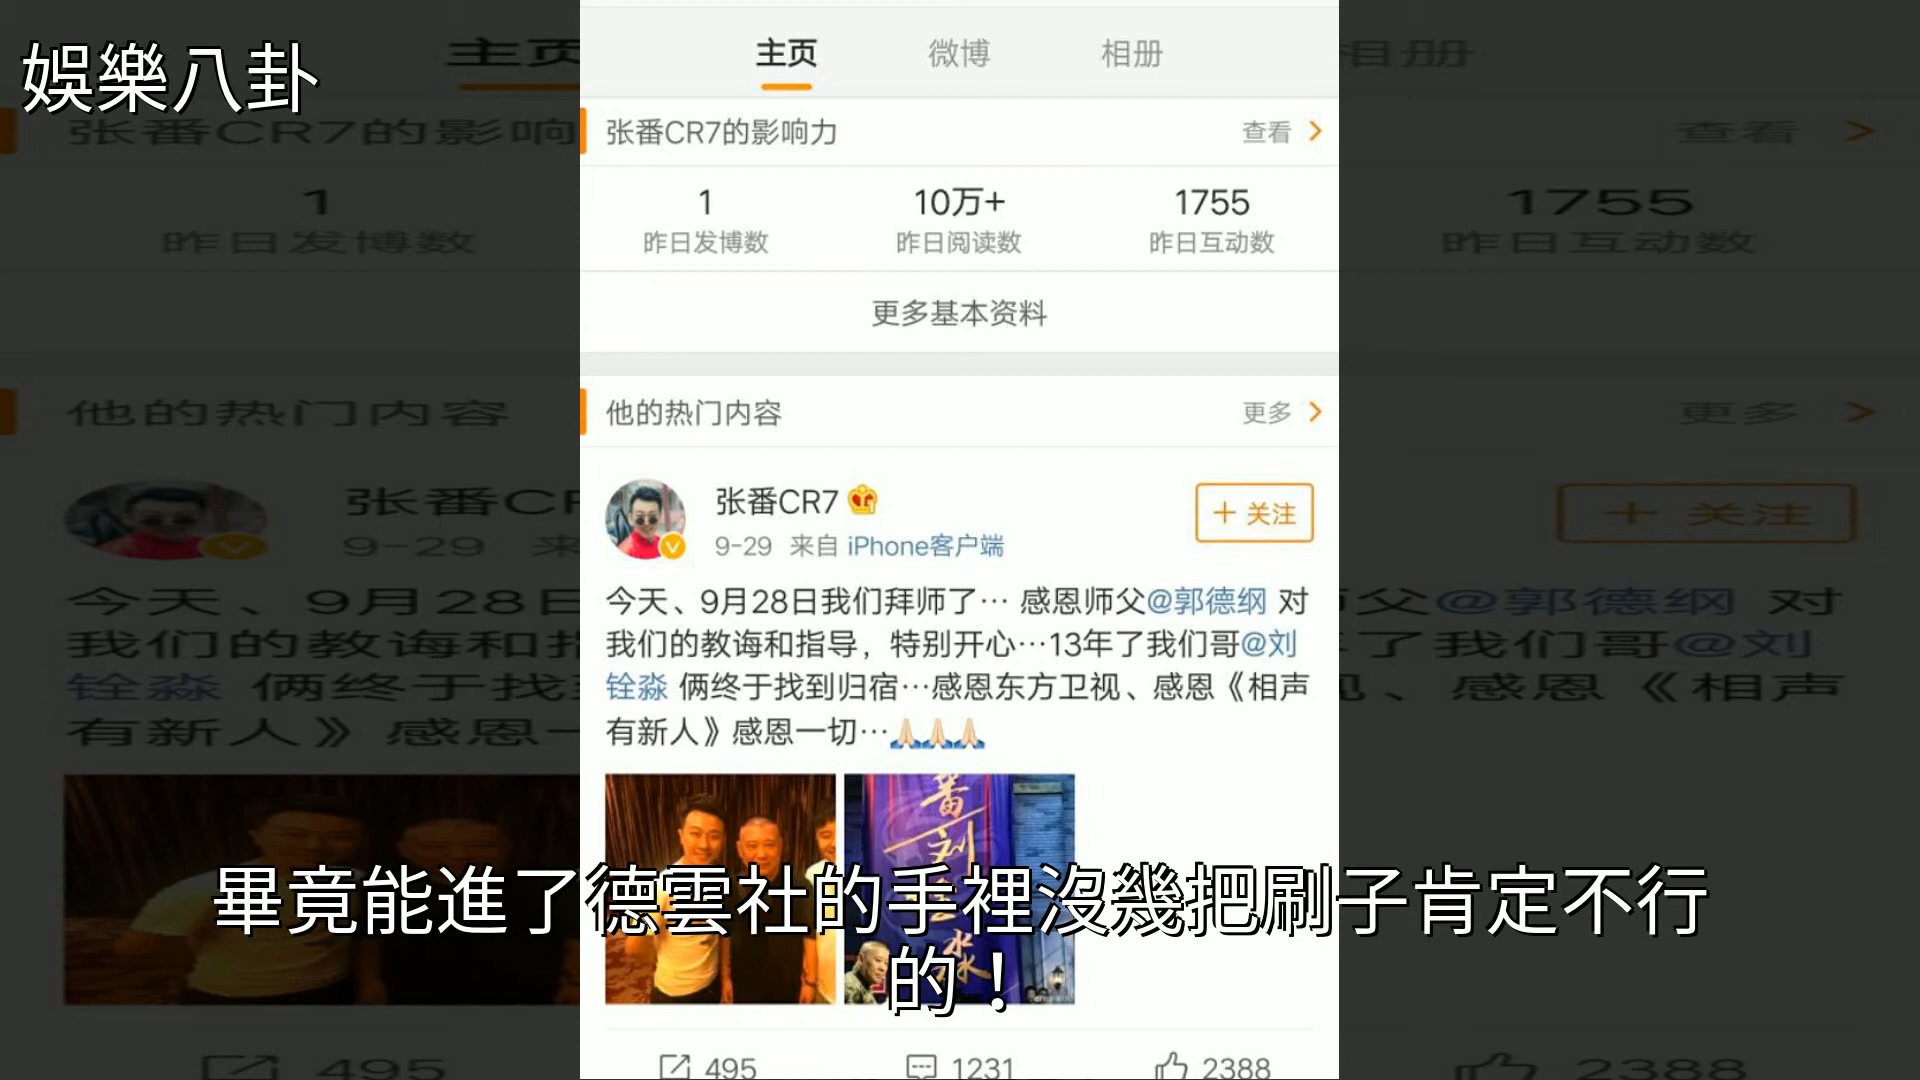 娛樂八卦
主页 微博 相册
张番CR7的影响力 查看
1 10万+ 1755
昨日发博数 昨日阅读数 昨日互动数
更多基本资料
他的热门内容 更多
张番CR7
9-29 来自 iPhone客户端
+ 关注
今天、9月28日我们拜师了… 感恩师父@郭德纲 对
我们的教诲和指导，特别开心…13年了我们哥@刘
铨淼 俩终于找到归宿…感恩东方卫视、感恩《相声
有新人》感恩一切…🙏🙏🙏
番
刘
淼
畢竟能進了德雲社的手裡沒幾把刷子肯定不行
的！
495 1231 2388